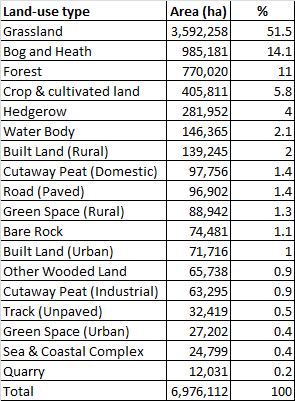 Land-use type Area (ha) %
Grassland 3,592,258 51.5
Bog and Heath 985,181 14.1
Forest 770,020 11
Crop & cultivated land 405,811 5.8
Hedgerow 281,952 4
Water Body 146,365 2.1
Built Land (Rural) 139,245 2
Cutaway Peat (Domestic) 97,756 1.4
Road (Paved) 96,902 1.4
Green Space (Rural) 88,942 1.3
Bare Rock 74,481 1.1
Built Land (Urban) 71,716 1
Other Wooded Land 65,738 0.9
Cutaway Peat (Industrial) 63,295 0.9
Track (Unpaved) 32,419 0.5
Green Space (Urban) 27,202 0.4
Sea & Coastal Complex 24,799 0.4
Quarry 12,031 0.2
Total 6,976,112 100